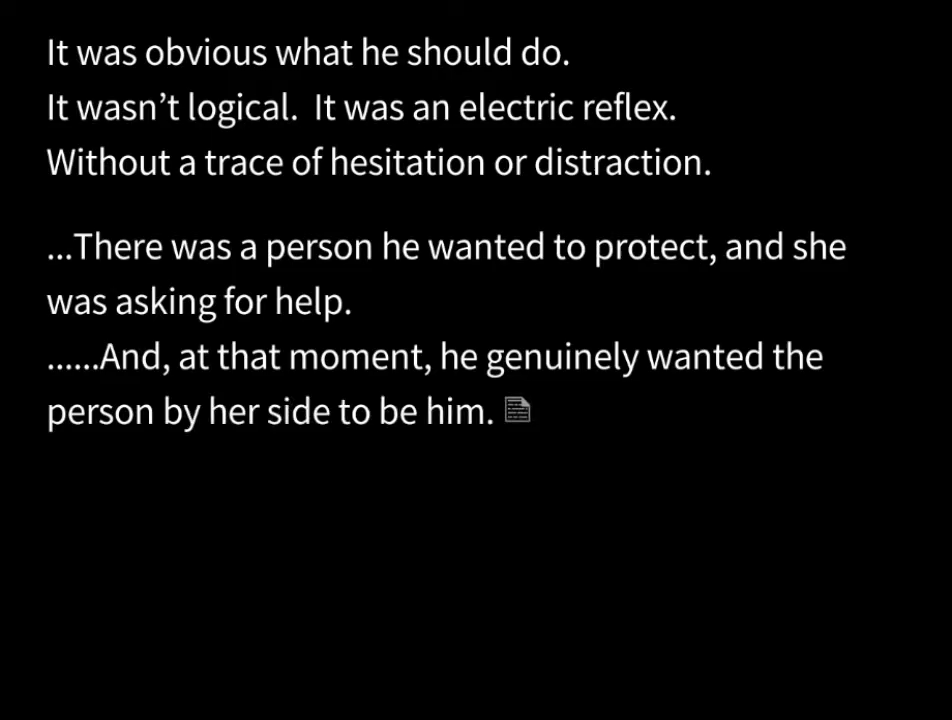 It was obvious what he should do.
It wasn’t logical.  It was an electric reflex.
Without a trace of hesitation or distraction.
...There was a person he wanted to protect, and she
was asking for help.
......And, at that moment, he genuinely wanted the
person by her side to be him.